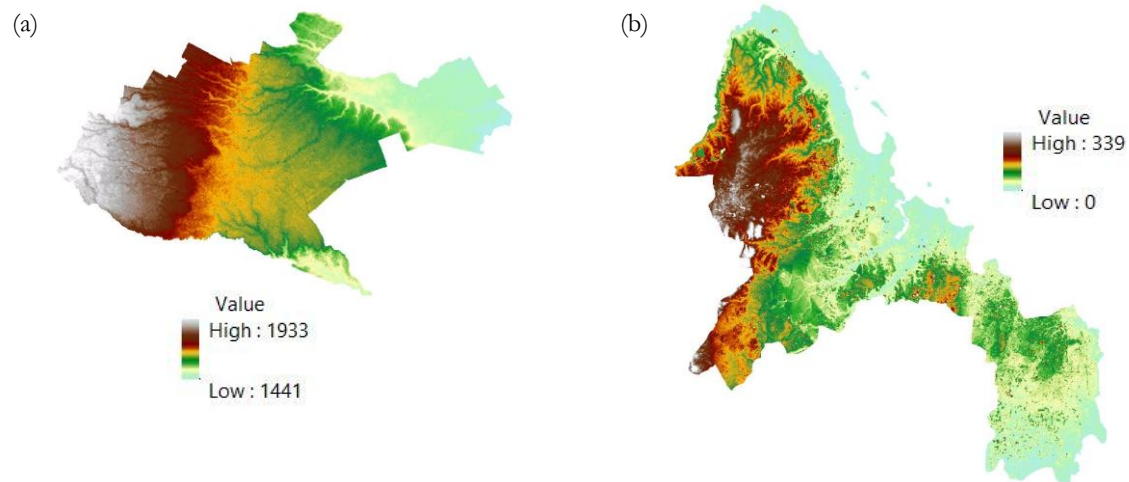 (a)
Value
High : 1933
Low : 1441
(b)
Value
High : 339
Low : 0